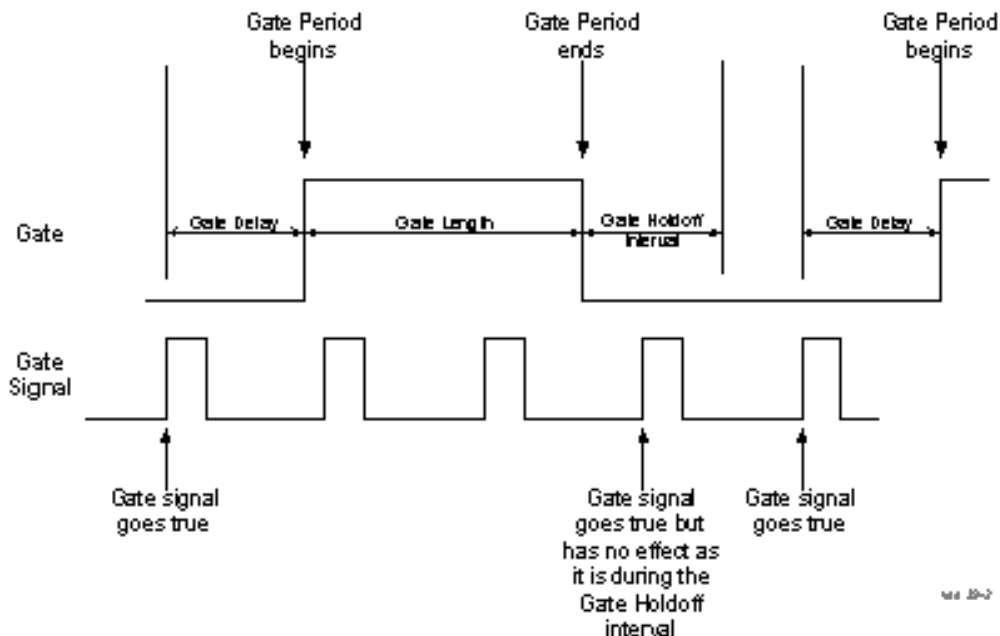 Gate Period
begins
Gate Period
ends
Gate Period
begins
Gate
Gate Delay
Gate Length
Gate Holdoff
Interval
Gate Delay
Gate
Signal
Gate signal
goes true
Gate signal
goes true but
has no effect as
it is during the
Gate Holdoff
interval
Gate signal
goes true